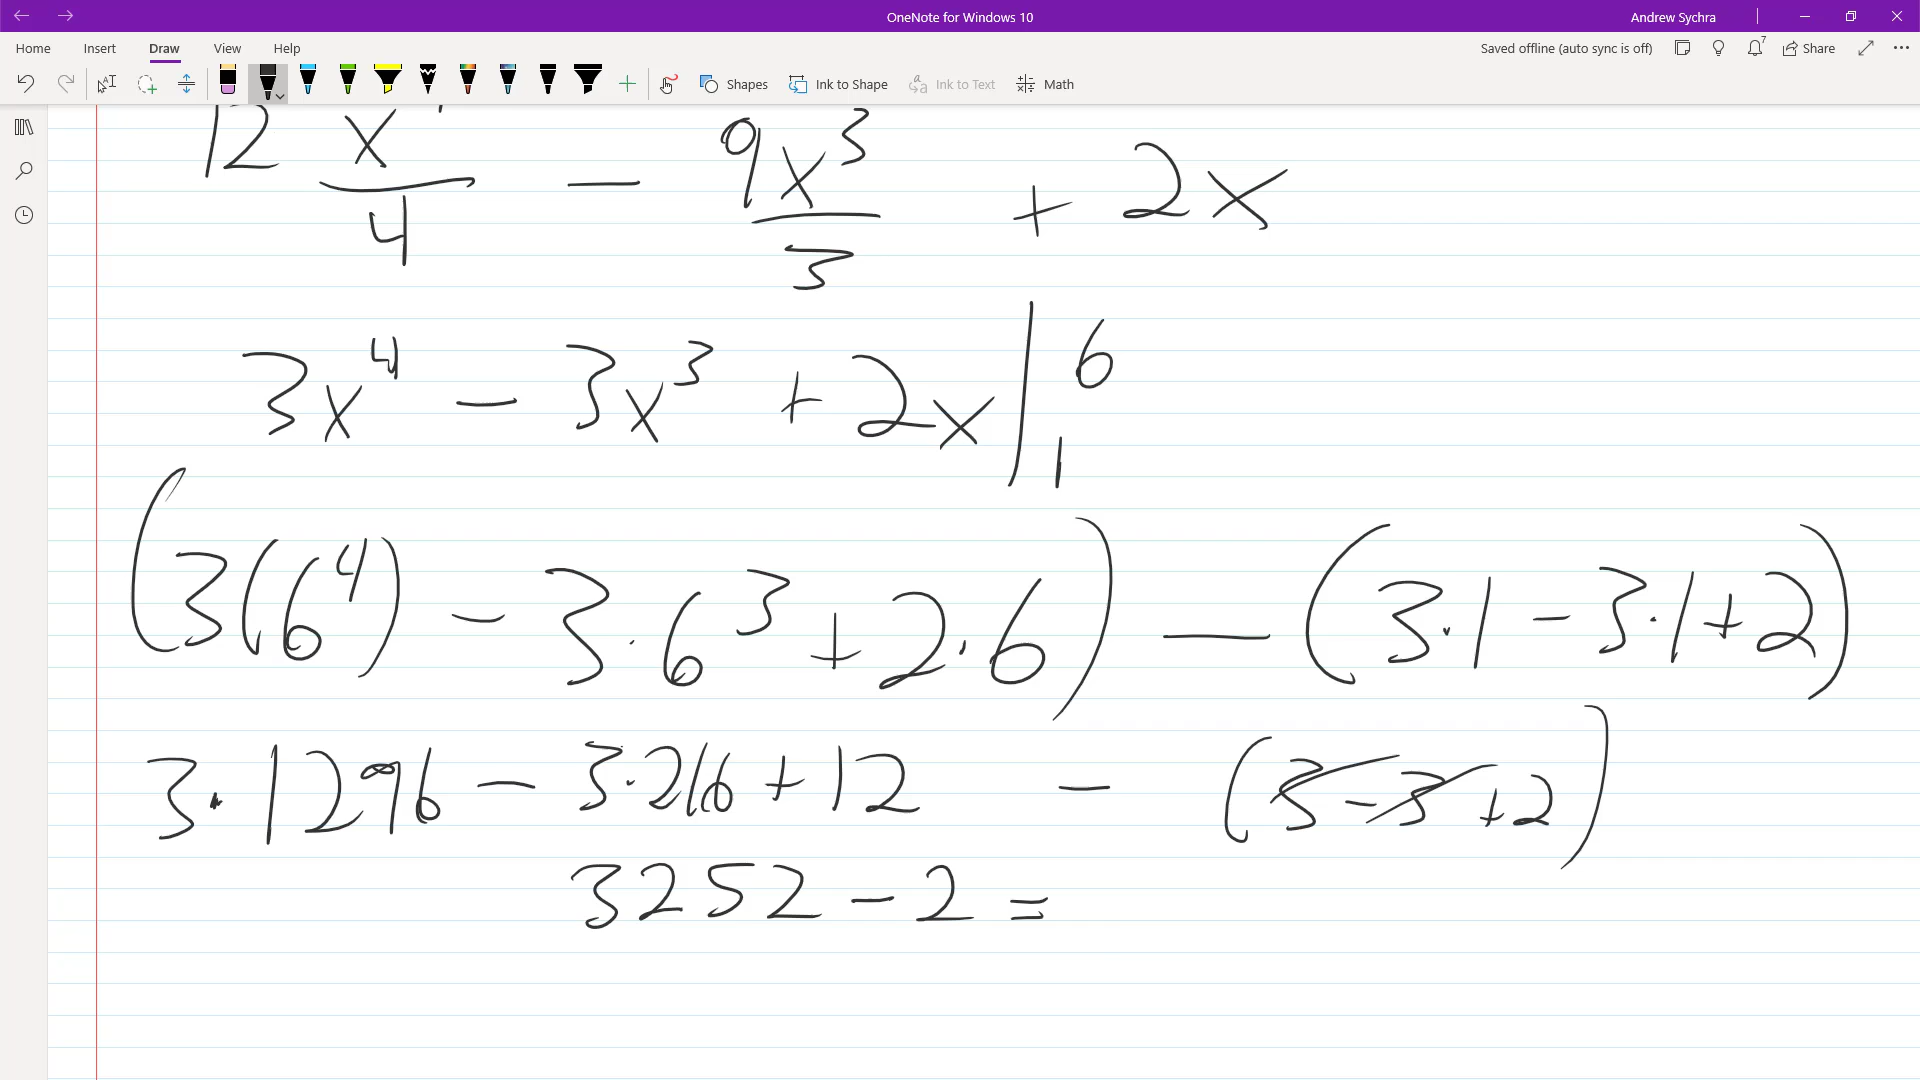 OneNote for Windows 10
Andrew Sychra
Home Insert Draw View Help
Saved offline (auto sync is off) 7 Share
Shapes Ink to Shape Ink to Text Math
12 x / 4 − 9x³ / 3 + 2x
3x⁴ − 3x³ + 2x |₁⁶
(3(6⁴) − 3·6³ + 2·6) − (3·1 − 3·1 + 2)
3·1296 − 3·216 + 12 − (3 − 3 + 2)
3252 − 2 =